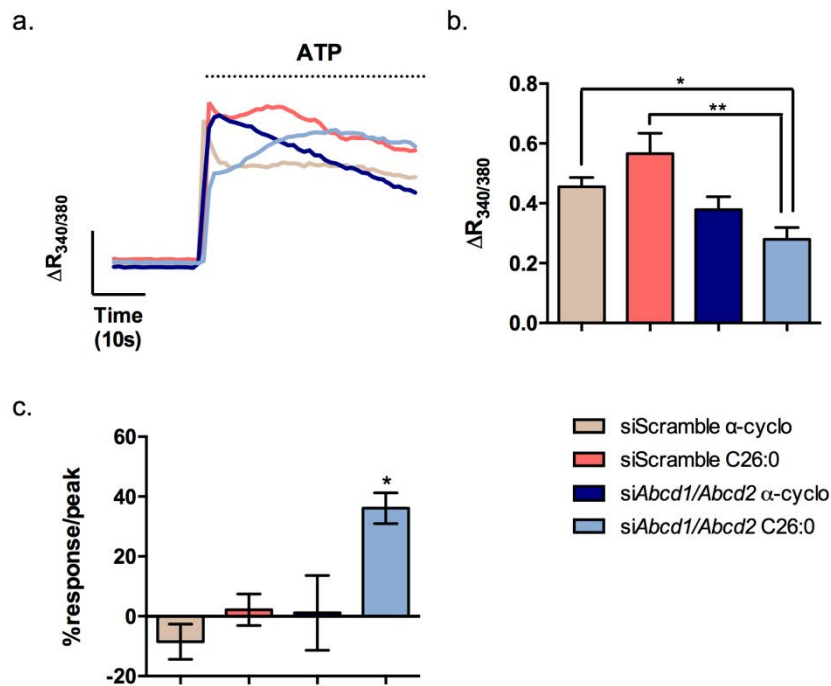 a.
ATP
ΔR340/380
Time
(10s)
b.
ΔR340/380
0.8
0.6
0.4
0.2
0.0
*
**
c.
%response/peak
60
40
20
0
-20
*
siScramble α-cyclo
siScramble C26:0
siAbcd1/Abcd2 α-cyclo
siAbcd1/Abcd2 C26:0